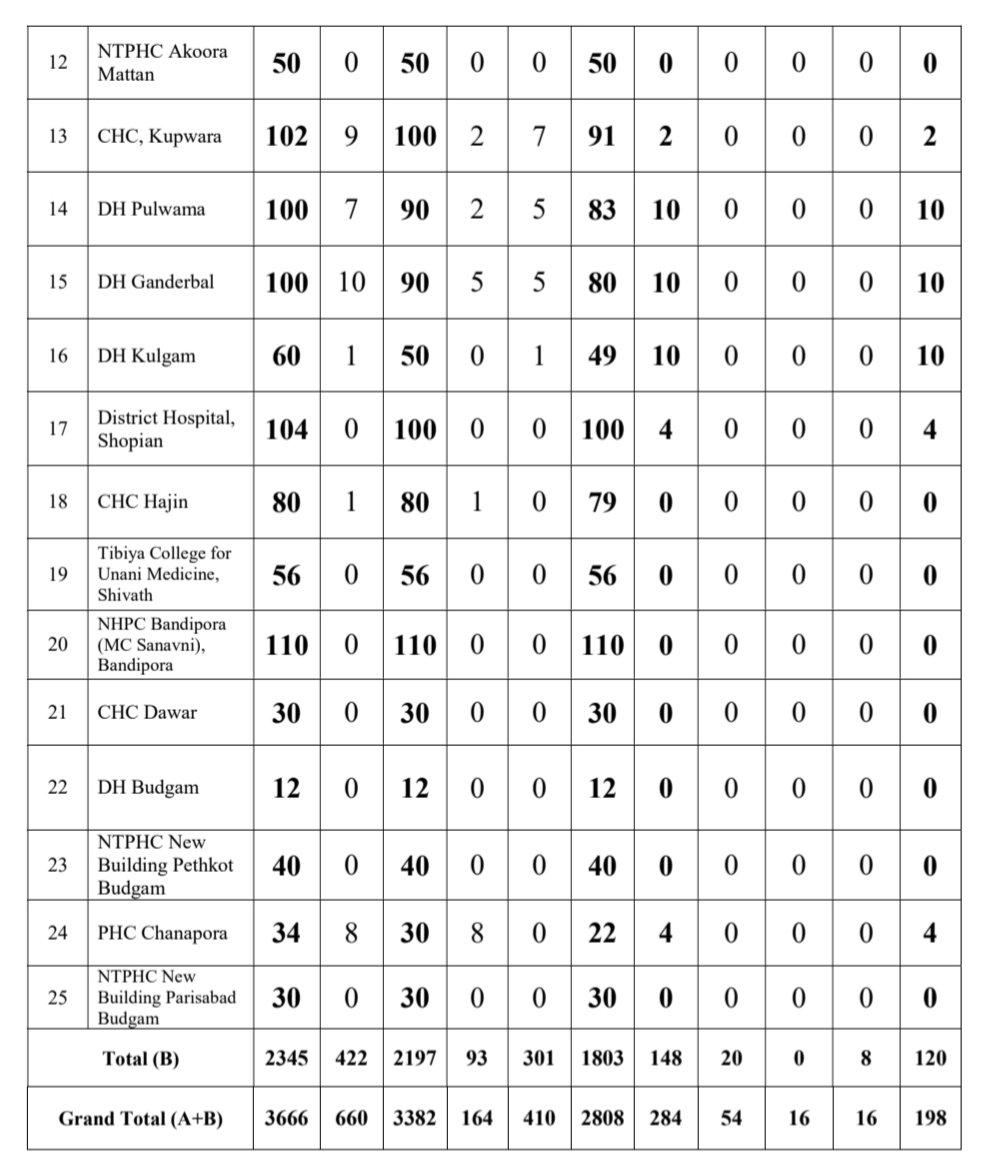 12 NTPHC Akoora Mattan 50 0 50 0 0 50 0 0 0 0 0
13 CHC, Kupwara 102 9 100 2 7 91 2 0 0 0 2
14 DH Pulwama 100 7 90 2 5 83 10 0 0 0 10
15 DH Ganderbal 100 10 90 5 5 80 10 0 0 0 10
16 DH Kulgam 60 1 50 0 1 49 10 0 0 0 10
17 District Hospital, Shopian 104 0 100 0 0 100 4 0 0 0 4
18 CHC Hajin 80 1 80 1 0 79 0 0 0 0 0
19 Tibiya College for Unani Medicine, Shivath 56 0 56 0 0 56 0 0 0 0 0
20 NHPC Bandipora (MC Sanavni), Bandipora 110 0 110 0 0 110 0 0 0 0 0
21 CHC Dawar 30 0 30 0 0 30 0 0 0 0 0
22 DH Budgam 12 0 12 0 0 12 0 0 0 0 0
23 NTPHC New Building Pethkot Budgam 40 0 40 0 0 40 0 0 0 0 0
24 PHC Chanapora 34 8 30 8 0 22 4 0 0 0 4
25 NTPHC New Building Parisabad Budgam 30 0 30 0 0 30 0 0 0 0 0
Total (B) 2345 422 2197 93 301 1803 148 20 0 8 120
Grand Total (A+B) 3666 660 3382 164 410 2808 284 54 16 16 198